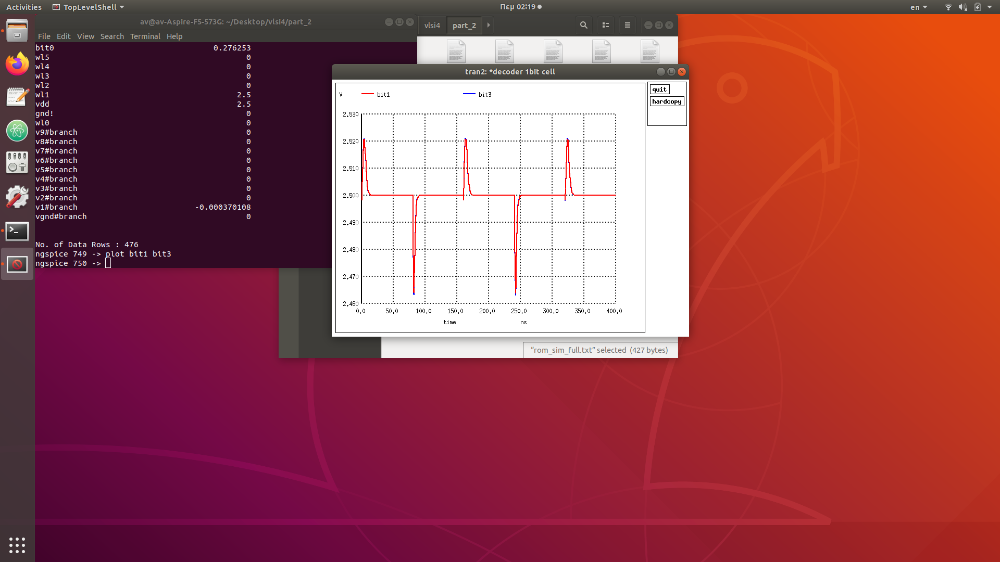 Activities
TopLevelShell
Πεμ 02:19
en
av@av-Aspire-F5-573G: ~/Desktop/vlsi4/part_2
File Edit View Search Terminal Help
bit0 0.276253
wl5 0
wl4 0
wl3 0
wl2 0
wl1 2.5
vdd 2.5
gnd! 0
wl0 0
v9#branch 0
v8#branch 0
v7#branch 0
v6#branch 0
v5#branch 0
v4#branch 0
v3#branch 0
v2#branch 0
v1#branch -0.000370108
vgnd#branch 0
No. of Data Rows : 476
ngspice 749 -> plot bit1 bit3
ngspice 750 ->
vlsi4
part_2
tran2: *decoder 1bit cell
V
bit1
bit3
quit
hardcopy
2.530
2.520
2.510
2.500
2.490
2.480
2.470
2.460
0.0 50.0 100.0 150.0 200.0 250.0 300.0 350.0 400.0
time ns
“rom_sim_full.txt” selected (427 bytes)